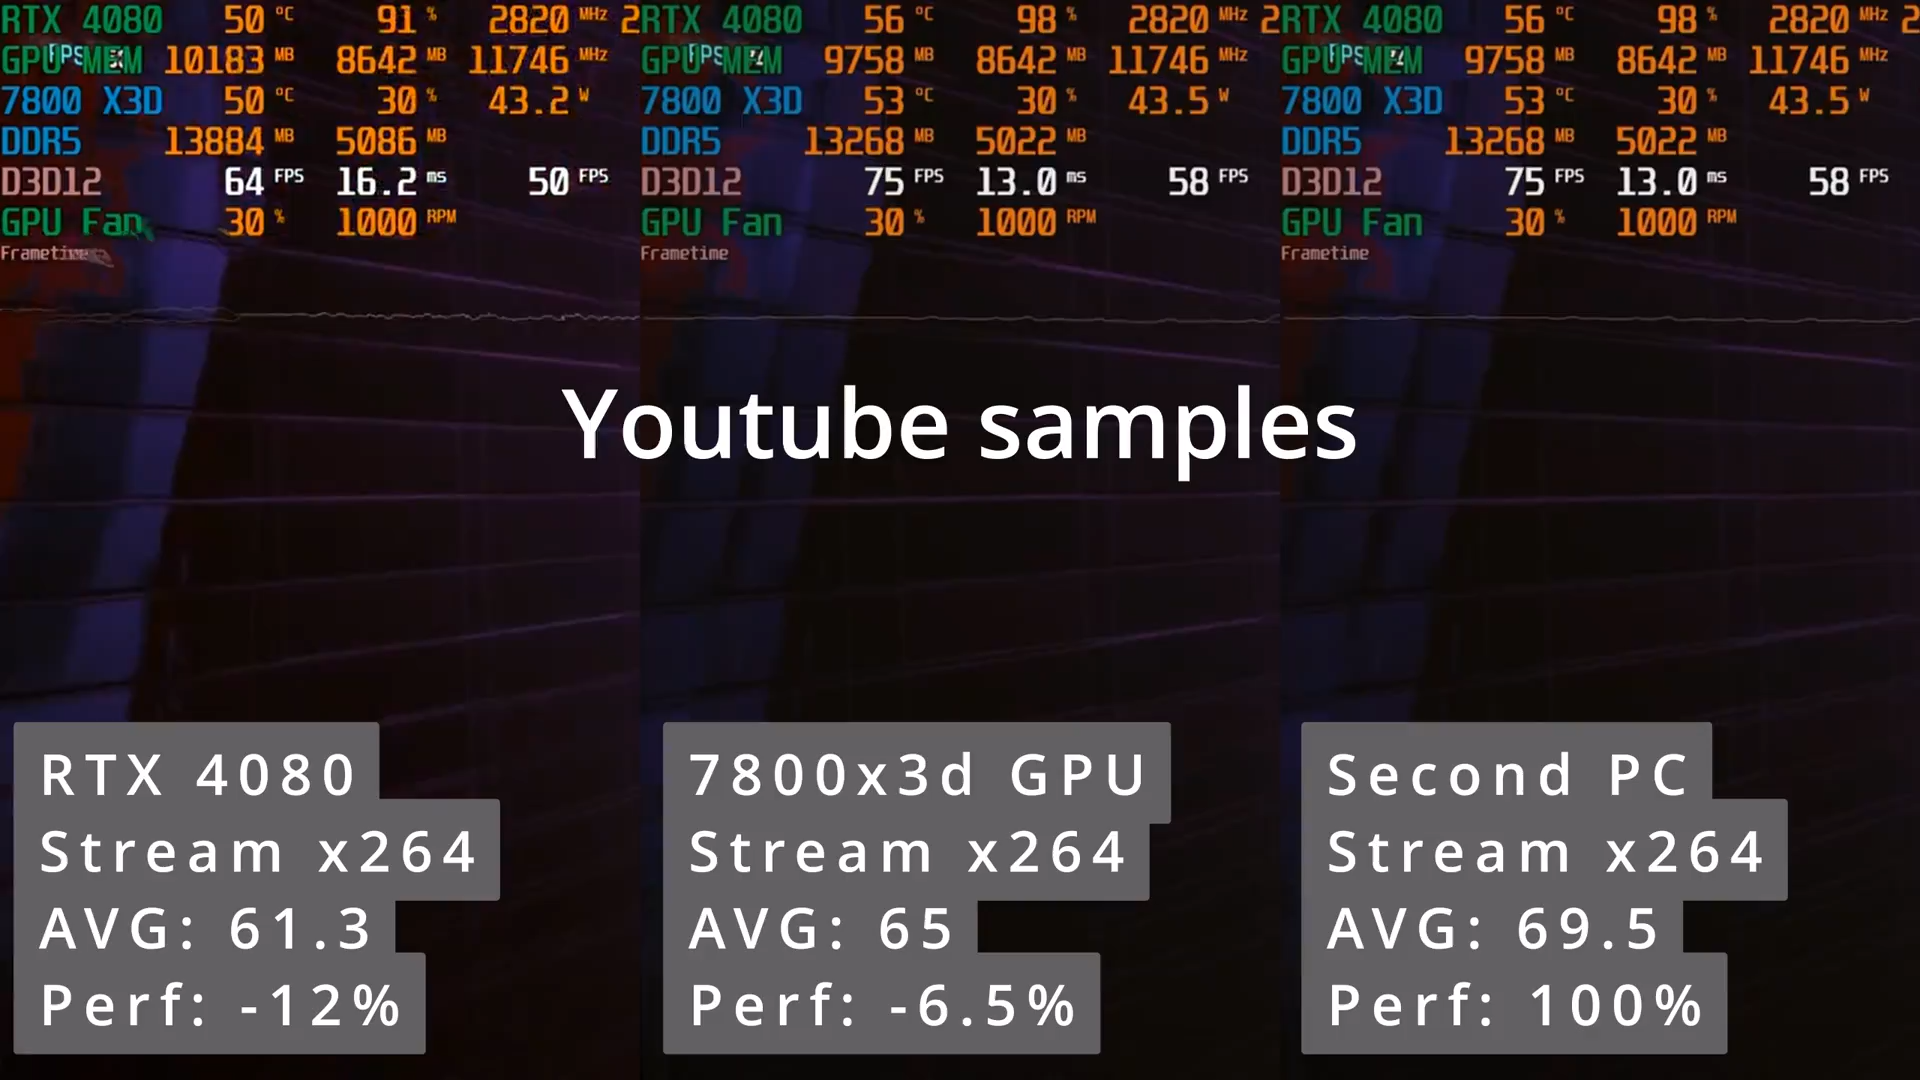 RTX 4080 50 °C 91 % 2820 MHz 2
GPU MEM 10183 MB 8642 MB 11746 MHz
FPS
7800 X3D 50 °C 30 % 43.2 W
DDR5 13884 MB 5086 MB
D3D12 64 FPS 16.2 ms 50 FPS
GPU Fan 30 % 1000 RPM
Frametime
RTX 4080 56 °C 98 % 2820 MHz 2
GPU MEM 9758 MB 8642 MB 11746 MHz
FPS
7800 X3D 53 °C 30 % 43.5 W
DDR5 13268 MB 5022 MB
D3D12 75 FPS 13.0 ms 58 FPS
GPU Fan 30 % 1000 RPM
Frametime
RTX 4080 56 °C 98 % 2820 MHz 2
GPU MEM 9758 MB 8642 MB 11746 MHz
FPS
7800 X3D 53 °C 30 % 43.5 W
DDR5 13268 MB 5022 MB
D3D12 75 FPS 13.0 ms 58 FPS
GPU Fan 30 % 1000 RPM
Frametime
Youtube samples
RTX 4080
Stream x264
AVG: 61.3
Perf: -12%
7800x3d GPU
Stream x264
AVG: 65
Perf: -6.5%
Second PC
Stream x264
AVG: 69.5
Perf: 100%